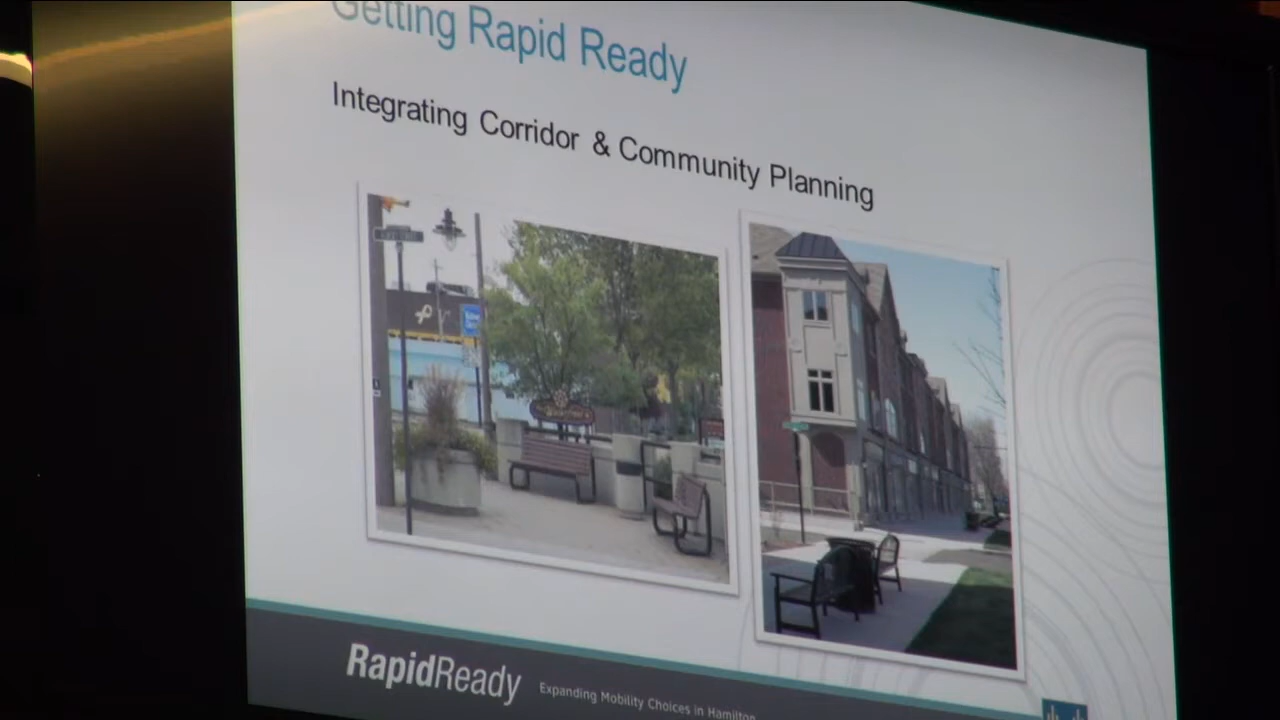 Getting Rapid Ready
Integrating Corridor & Community Planning
RapidReady
Expanding Mobility Choices in Hamilton